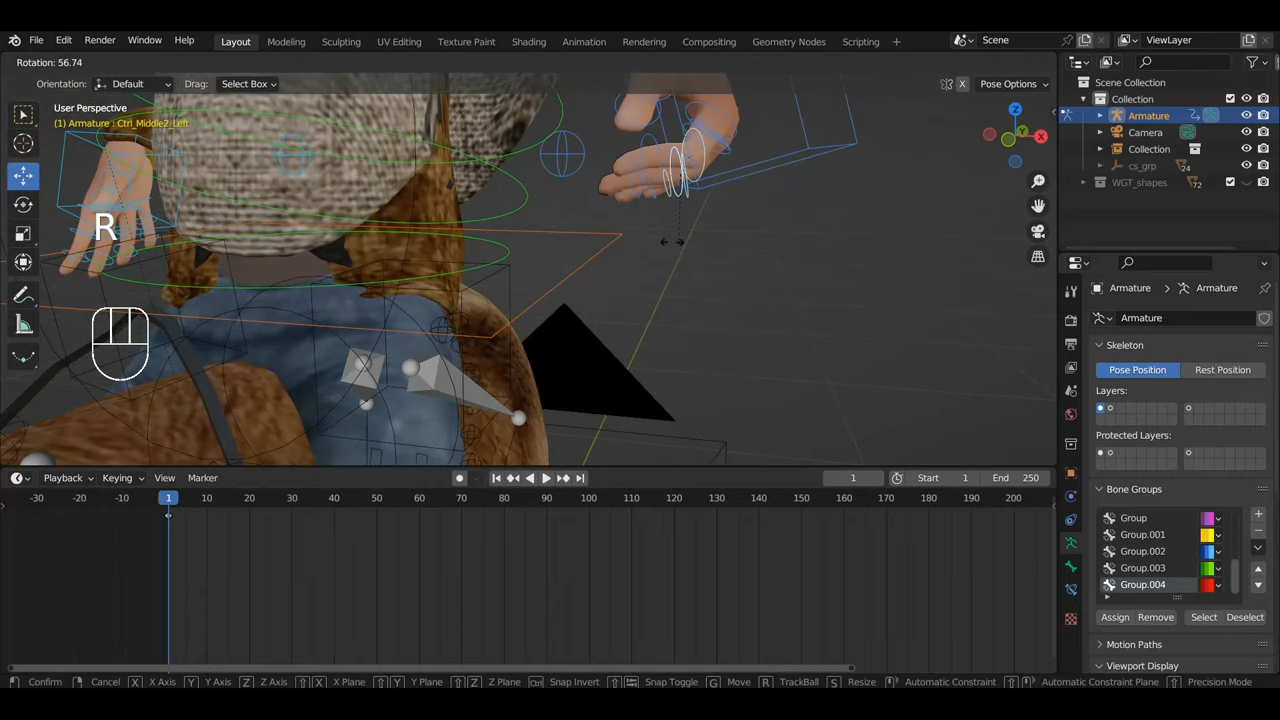 File Edit Render Window Help Layout Modeling Sculpting UV Editing Texture Paint Shading Animation Rendering Compositing Geometry Nodes Scripting + Scene ViewLayer
Rotation: 56.74
Orientation: Default Drag: Select Box X Pose Options
User Perspective
(1) Armature : Ctrl_Middle2_Left
Z
Y
X
R
Scene Collection
Collection
Armature
Camera
Collection
cs_grp 24
WGT_shapes 72
Armature > Armature
Armature
Skeleton
Pose Position Rest Position
Layers:
Protected Layers:
Bone Groups
Group
Group.001
Group.002
Group.003
Group.004
Assign Remove Select Deselect
Motion Paths
Viewport Display
Playback Keying View Marker 1 Start 1 End 250
-30 -20 -10 1 10 20 30 40 50 60 70 80 90 100 110 120 130 140 150 160 170 180 190 200
Confirm Cancel X X Axis Y Y Axis Z Z Axis X X Plane Y Y Plane Z Z Plane Ctrl Snap Invert Snap Toggle G Move R TrackBall S Resize Automatic Constraint Automatic Constraint Plane Precision Mode